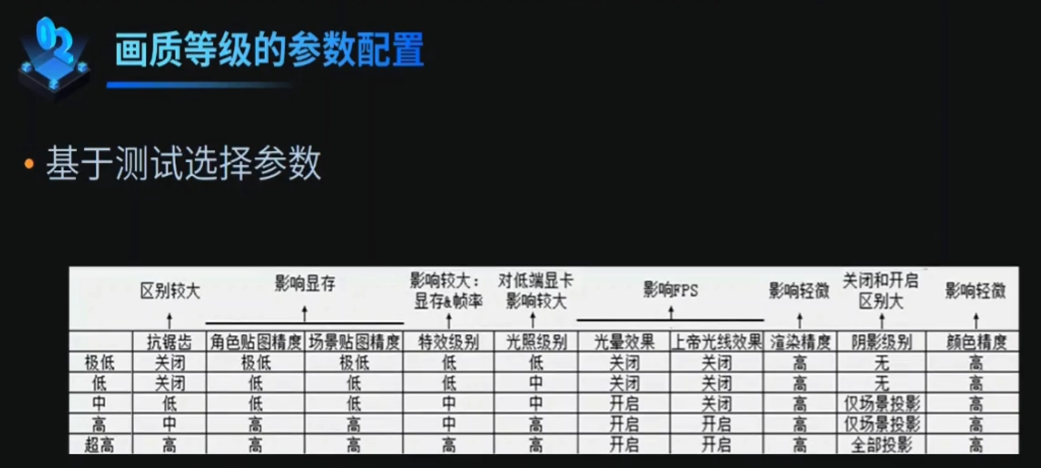 02
画质等级的参数配置
• 基于测试选择参数
区别较大 影响显存 影响较大: 显存&帧率 对低端显卡 影响较大 影响FPS 影响轻微 关闭和开启 区别大 影响轻微
抗锯齿 角色贴图精度 场景贴图精度 特效级别 光照级别 光晕效果 上帝光线效果 渲染精度 阴影级别 颜色精度
极低 关闭 极低 极低 低 低 关闭 关闭 高 无 高
低 关闭 低 低 低 中 关闭 关闭 高 无 高
中 低 低 低 中 中 开启 关闭 高 仅场景投影 高
高 中 高 高 中 高 开启 开启 高 仅场景投影 高
超高 高 高 高 高 高 开启 开启 高 全部投影 高